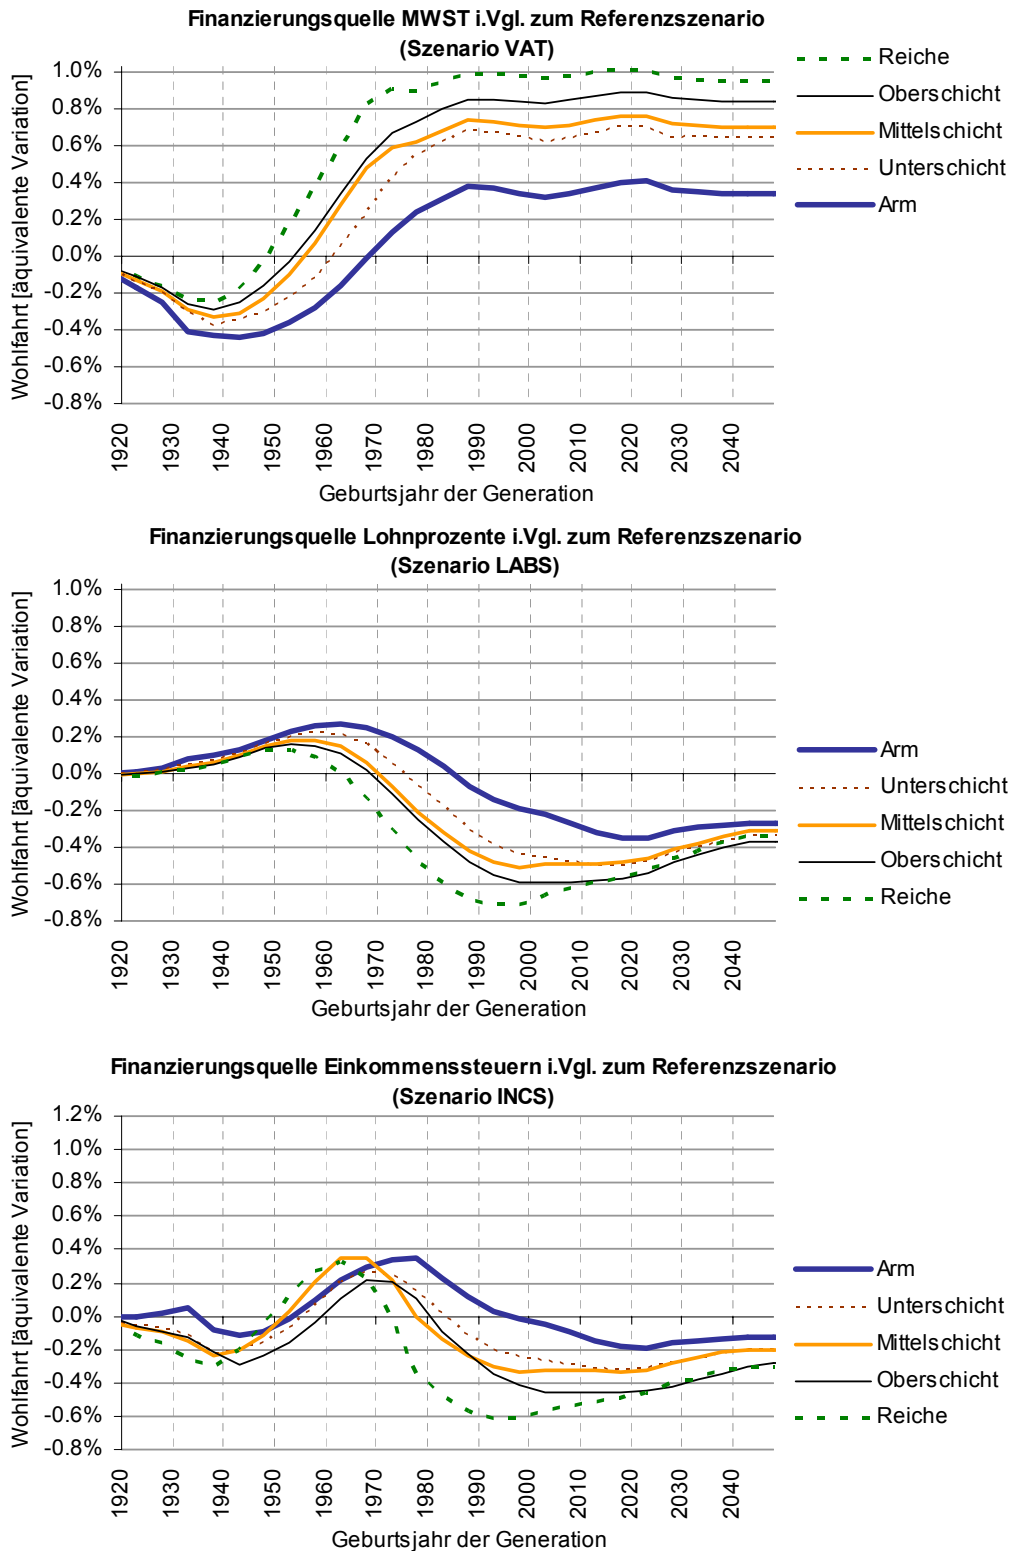 Finanzierungsquelle MWST i.Vgl. zum Referenzszenario
(Szenario VAT)
Wohlfahrt [äquivalente Variation]
1.0%
0.8%
0.6%
0.4%
0.2%
0.0%
-0.2%
-0.4%
-0.6%
-0.8%
1920
1930
1940
1950
1960
1970
1980
1990
2000
2010
2020
2030
2040
Geburtsjahr der Generation
Reiche
Oberschicht
Mittelschicht
Unterschicht
Arm
Finanzierungsquelle Lohnprozente i.Vgl. zum Referenzszenario
(Szenario LABS)
Wohlfahrt [äquivalente Variation]
1.0%
0.8%
0.6%
0.4%
0.2%
0.0%
-0.2%
-0.4%
-0.6%
-0.8%
1920
1930
1940
1950
1960
1970
1980
1990
2000
2010
2020
2030
2040
Geburtsjahr der Generation
Arm
Unterschicht
Mittelschicht
Oberschicht
Reiche
Finanzierungsquelle Einkommenssteuern i.Vgl. zum Referenzszenario
(Szenario INCS)
Wohlfahrt [äquivalente Variation]
1.2%
1.0%
0.8%
0.6%
0.4%
0.2%
0.0%
-0.2%
-0.4%
-0.6%
-0.8%
1920
1930
1940
1950
1960
1970
1980
1990
2000
2010
2020
2030
2040
Geburtsjahr der Generation
Arm
Unterschicht
Mittelschicht
Oberschicht
Reiche